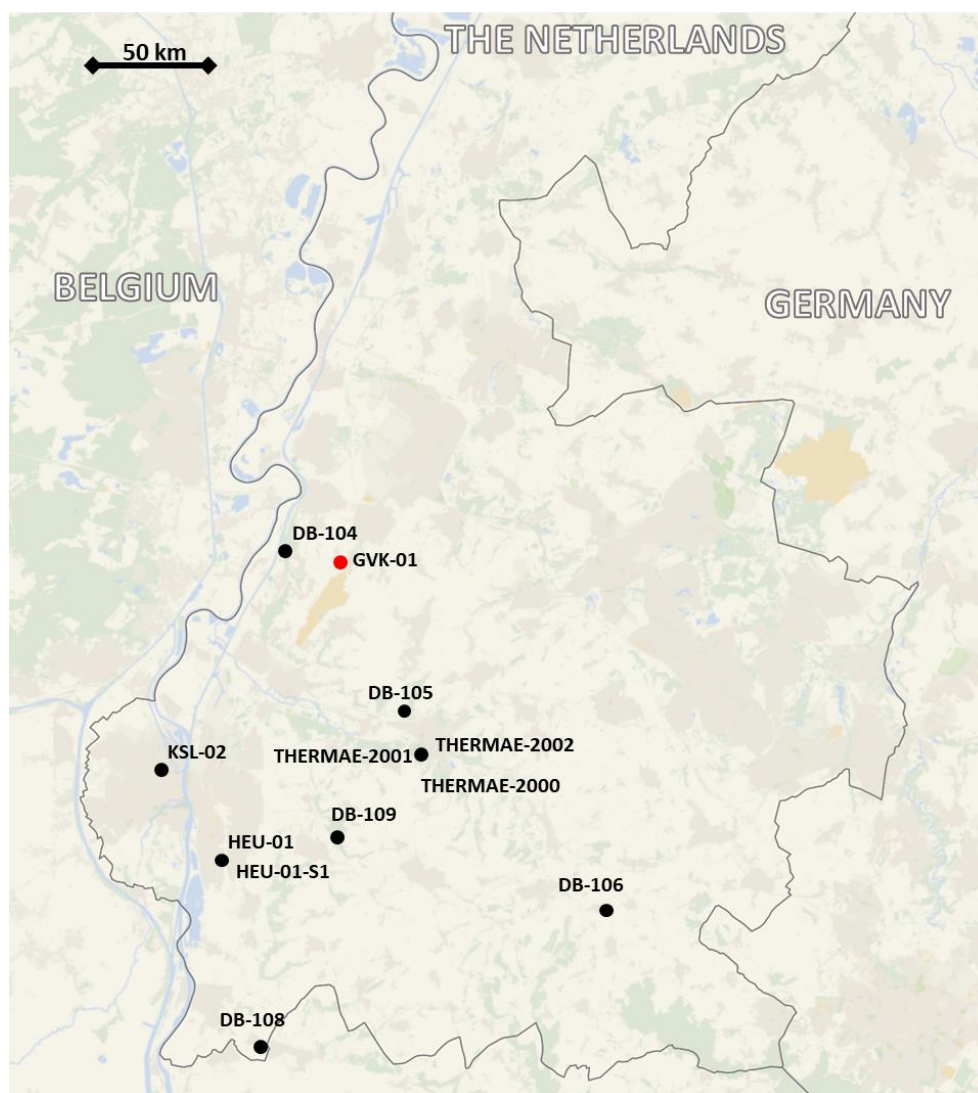 THE NETHERLANDS
50 km
BELGIUM
GERMANY
DB-104
GVK-01
DB-105
THERMAE-2002
THERMAE-2001
KSL-02
THERMAE-2000
DB-109
HEU-01
HEU-01-S1
DB-106
DB-108